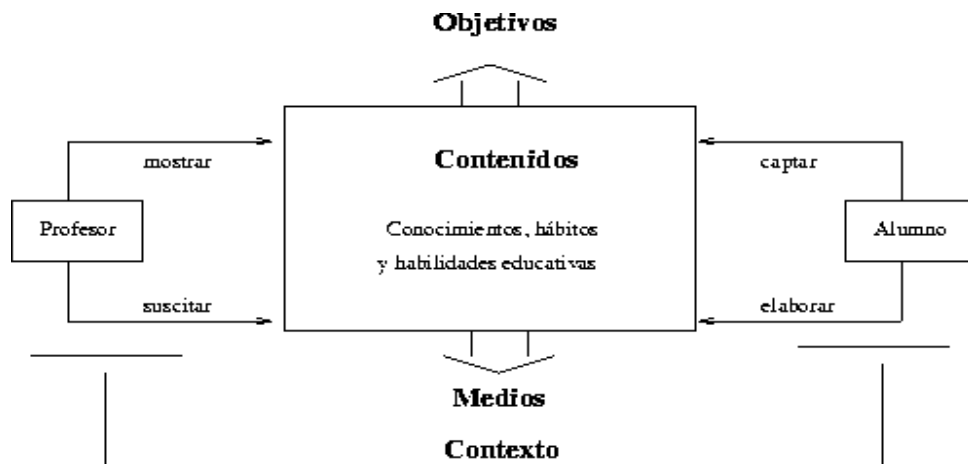 Objetivos
mostrar
Contenidos
captar
Profesor
Conocimientos, hábitos
y habilidades educativas
Alumno
suscitar
elaborar
Medios
Contexto